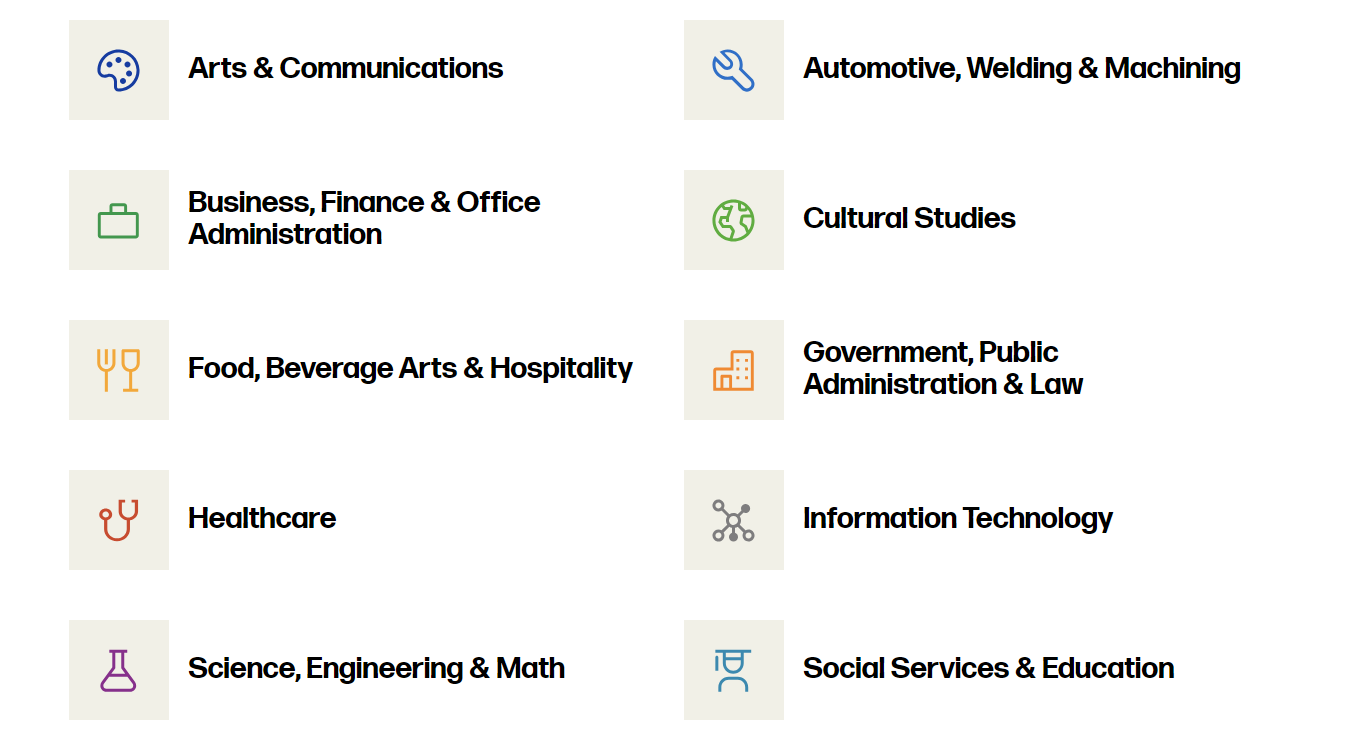 Arts & Communications
Automotive, Welding & Machining
Business, Finance & Office
Administration
Cultural Studies
Food, Beverage Arts & Hospitality
Government, Public
Administration & Law
Healthcare
Information Technology
Science, Engineering & Math
Social Services & Education